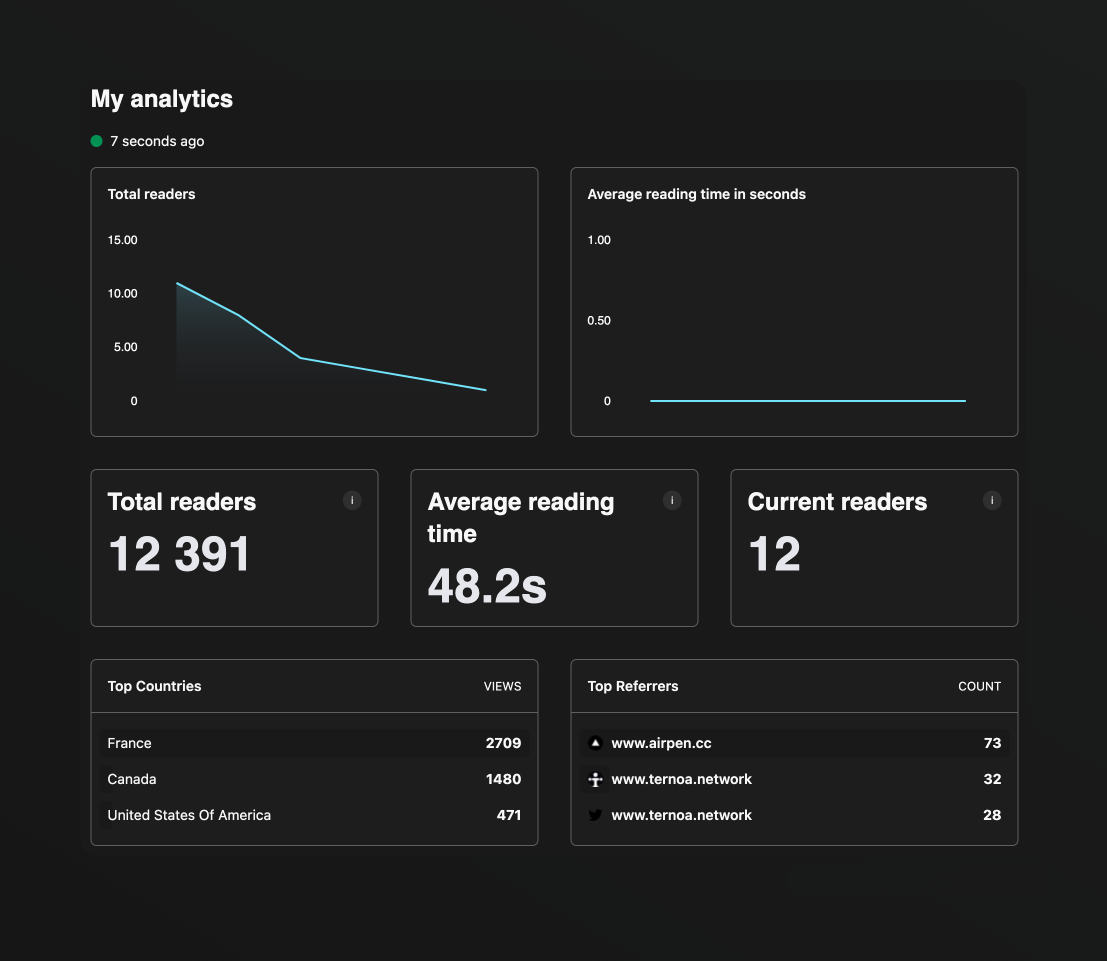 My analytics
7 seconds ago
Total readers
15.00
10.00
5.00
0
Average reading time in seconds
1.00
0.50
0
Total readers
i
12 391
Average reading
time
i
48.2s
Current readers
i
12
Top Countries VIEWS
France 2709
Canada 1480
United States Of America 471
Top Referrers COUNT
www.airpen.cc 73
www.ternoa.network 32
www.ternoa.network 28